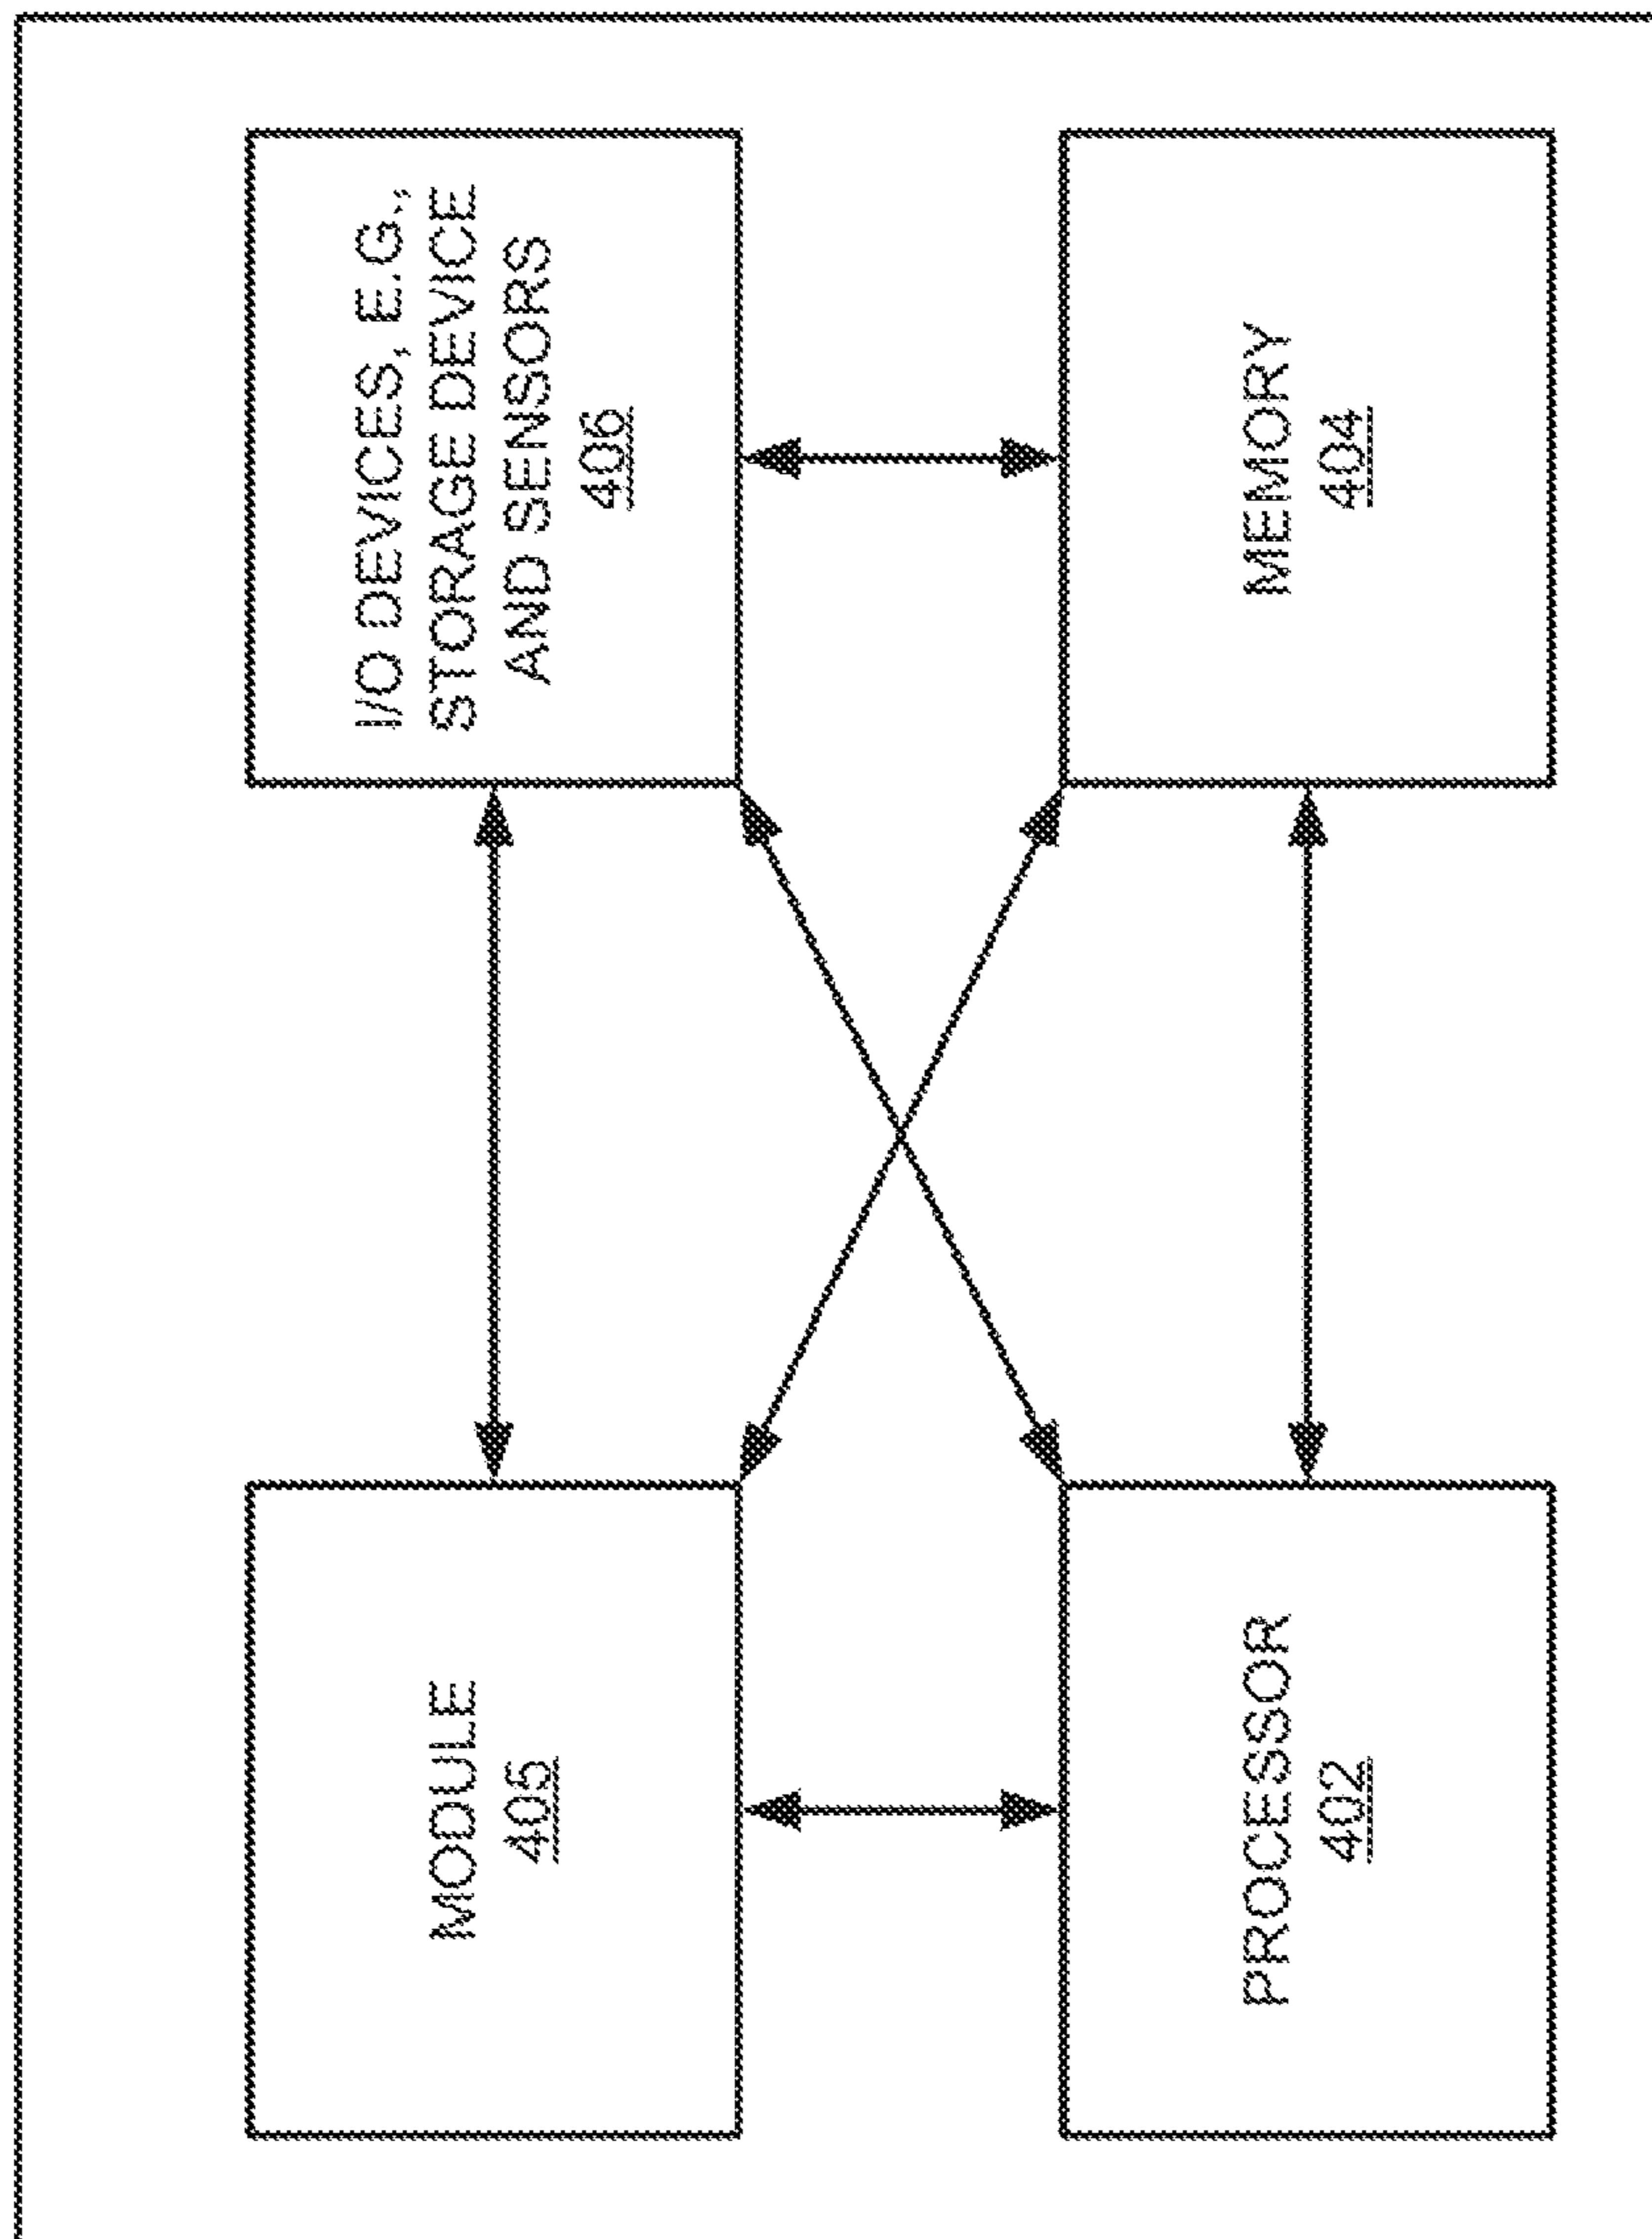 MODULE
405
I/O DEVICES, E.G.,
STORAGE DEVICE
AND SENSORS
406
PROCESSOR
402
MEMORY
404